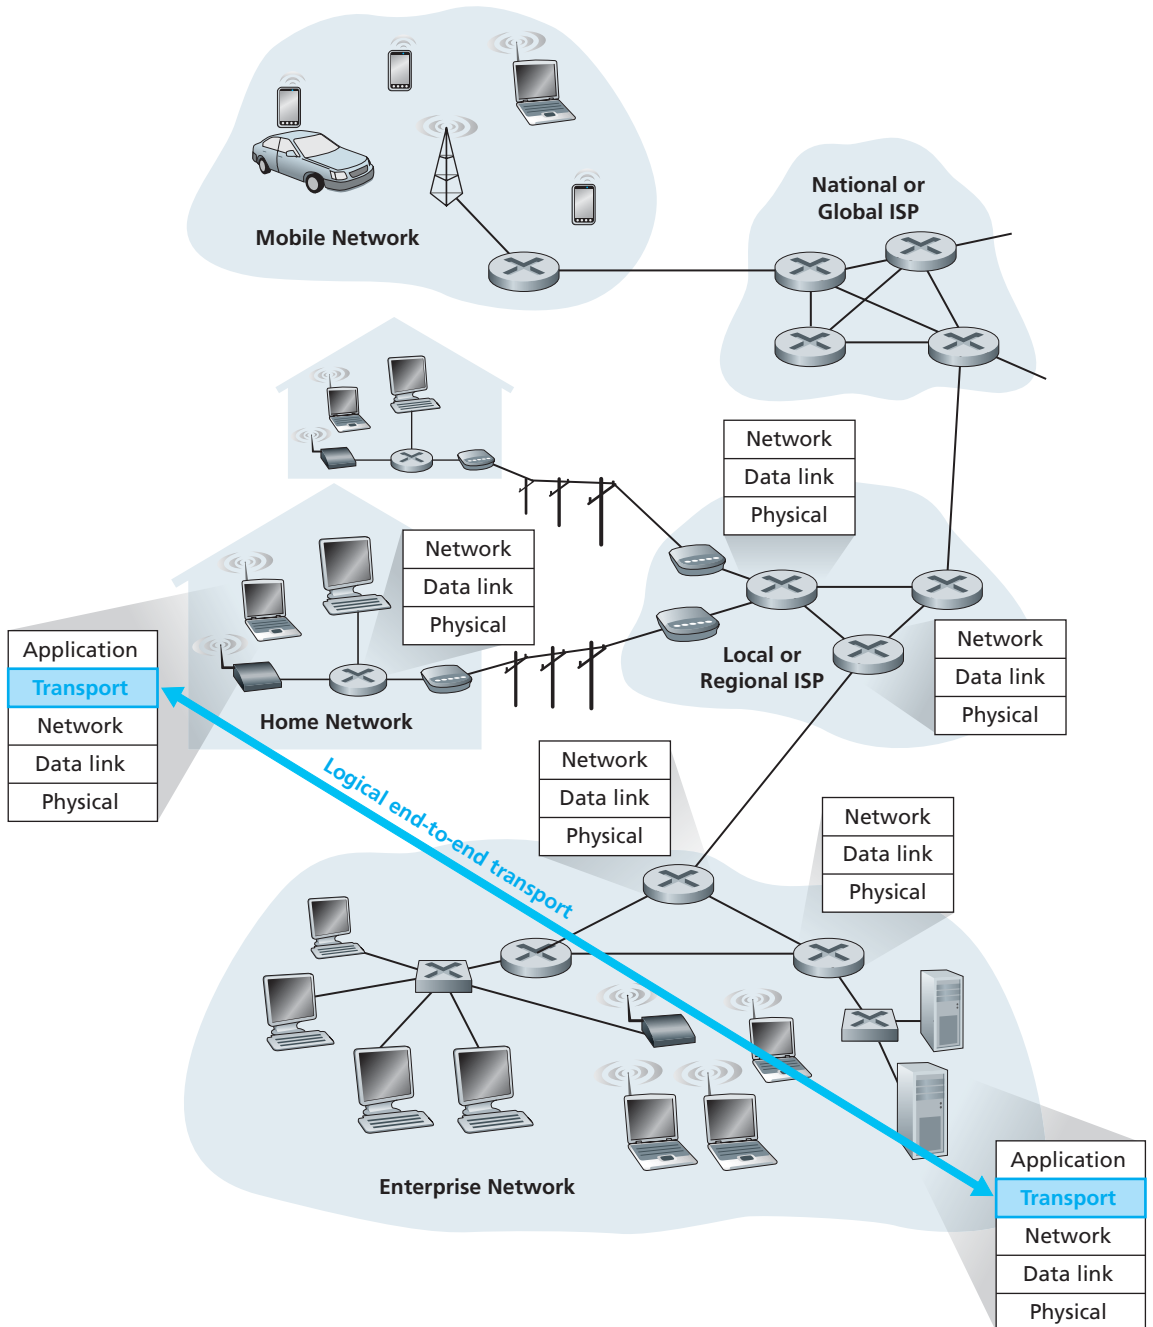 National or
Global ISP
Mobile Network
Network
Data link
Physical
Network
Data link
Physical
Application
Transport
Network
Data link
Physical
Home Network
Local or
Regional ISP
Network
Data link
Physical
Logical end-to-end transport
Network
Data link
Physical
Network
Data link
Physical
Enterprise Network
Application
Transport
Network
Data link
Physical